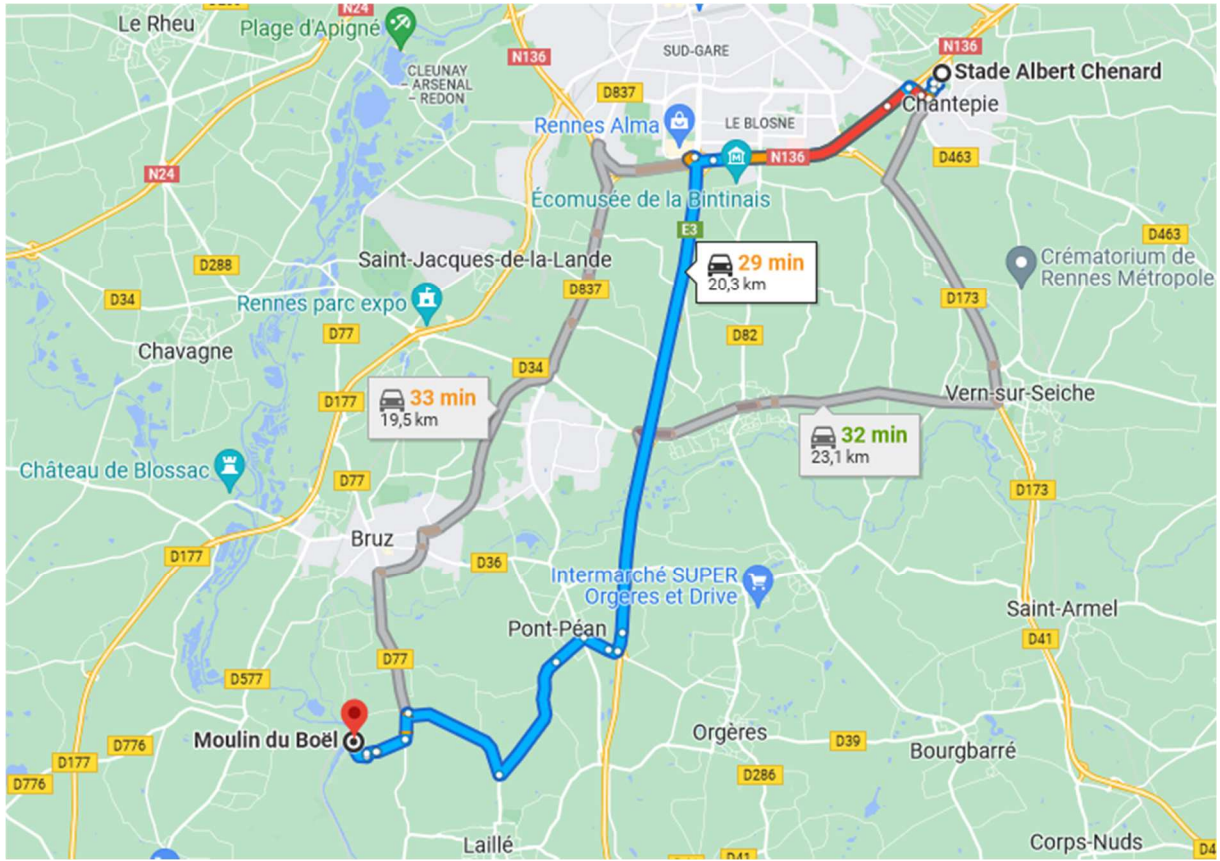 Le Rheu
N24
Plage d'Apigné
SUD-GARE
N136
N136
Stade Albert Chenard
CLEUNAY
- ARSENAL
- REDON
D837
Chantepie
Rennes Alma
LE BLOSNE
N136
D463
N24
Écomusée de la Bintinais
E3
D463
Saint-Jacques-de-la-Lande
D288
29 min
20,3 km
Crématorium de
Rennes Métropole
D34
Rennes parc expo
D837
D173
D77
D82
Chavagne
D34
33 min
19,5 km
D177
Vern-sur-Seiche
32 min
23,1 km
Château de Blossac
D77
D173
Bruz
D177
D36
Intermarché SUPER
Orgères et Drive
Saint-Armel
Pont-Péan
D41
D77
D577
Moulin du Boël
D776
Orgères
D39
Bourgbarré
D177
D776
D286
Laillé
Corps-Nuds
D41